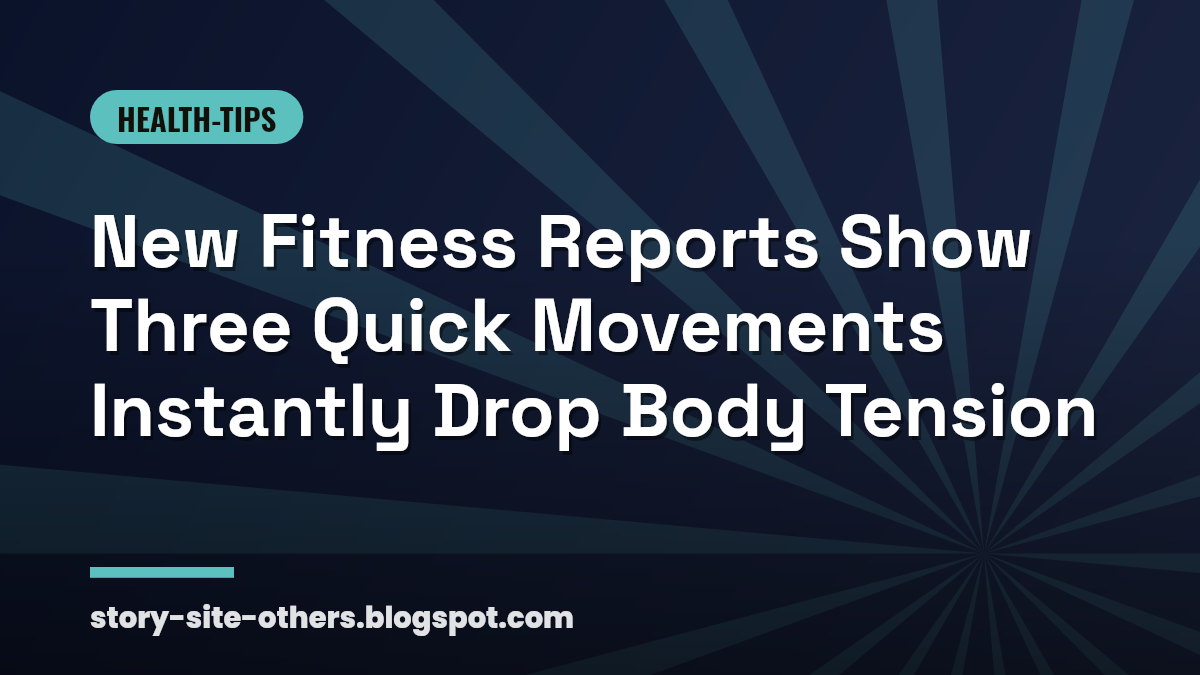 HEALTH-TIPS
New Fitness Reports Show
Three Quick Movements
Instantly Drop Body Tension
story-site-others.blogspot.com